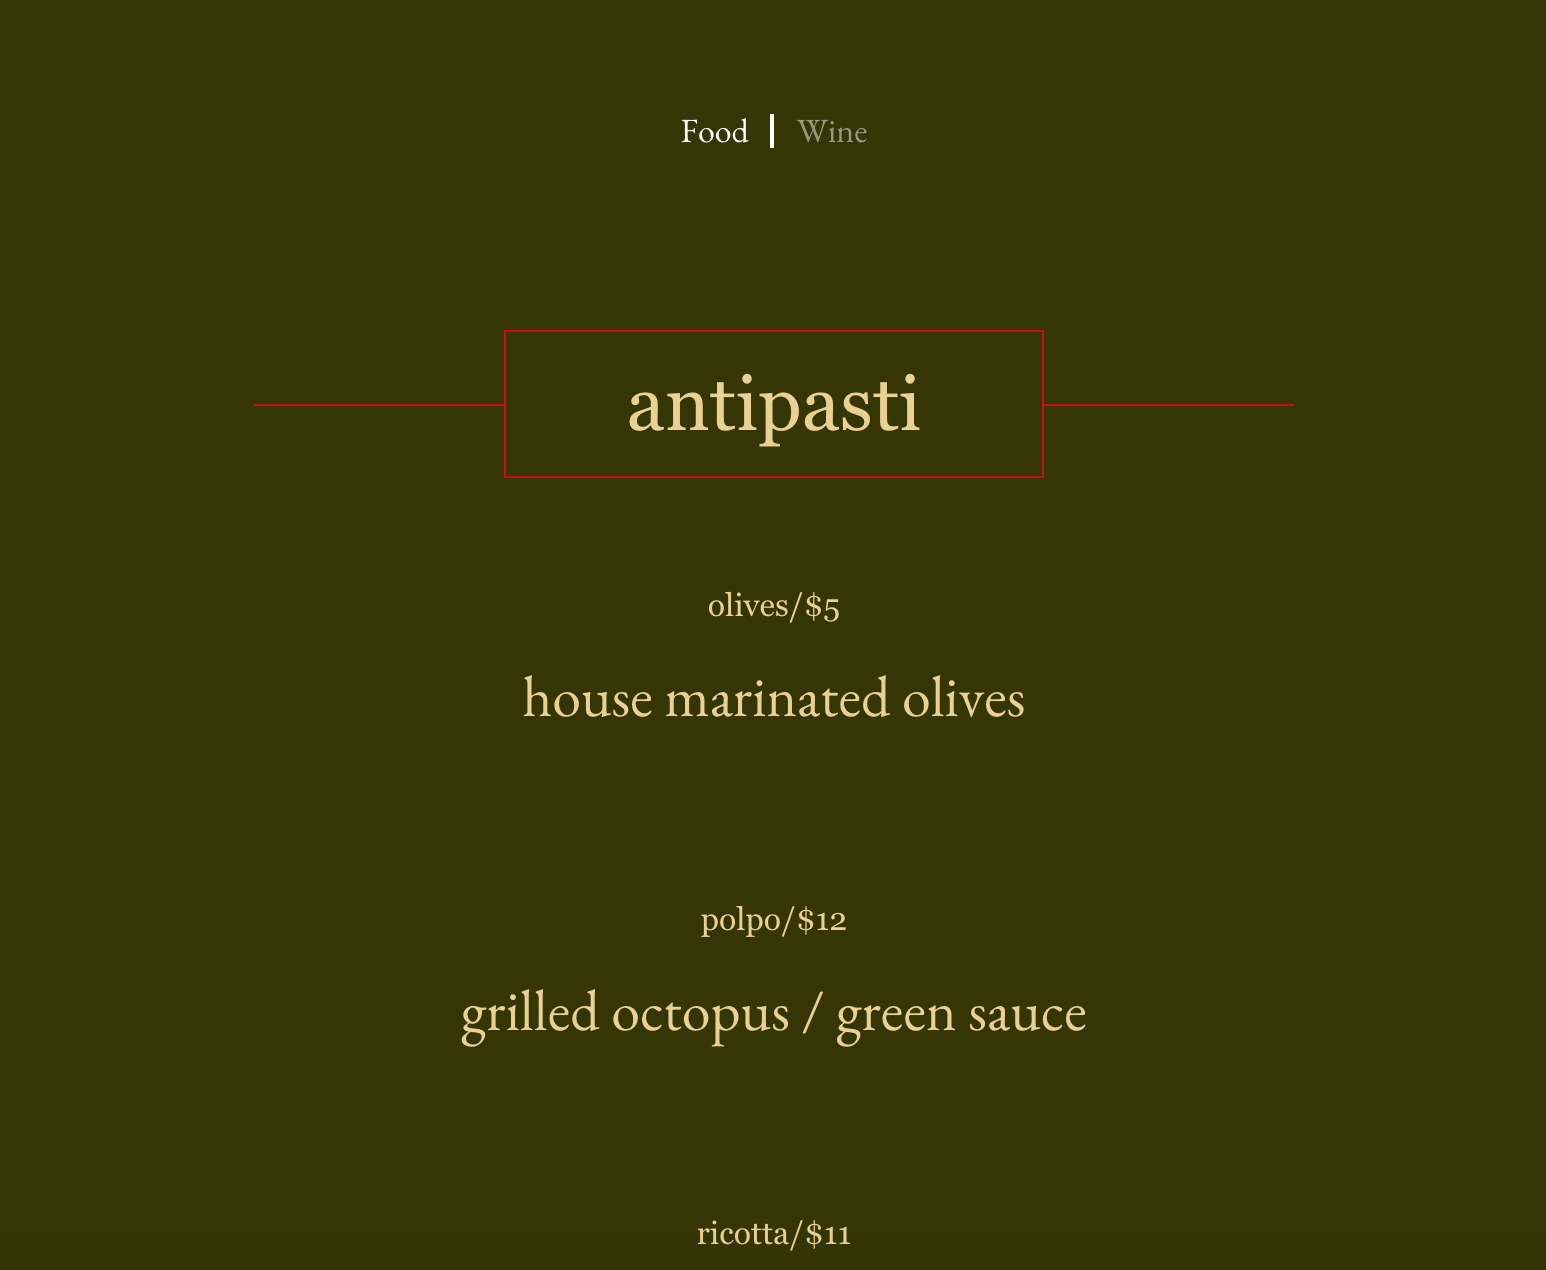 Food | Wine
antipasti
olives/$5
house marinated olives
polpo/$12
grilled octopus / green sauce
ricotta/$11